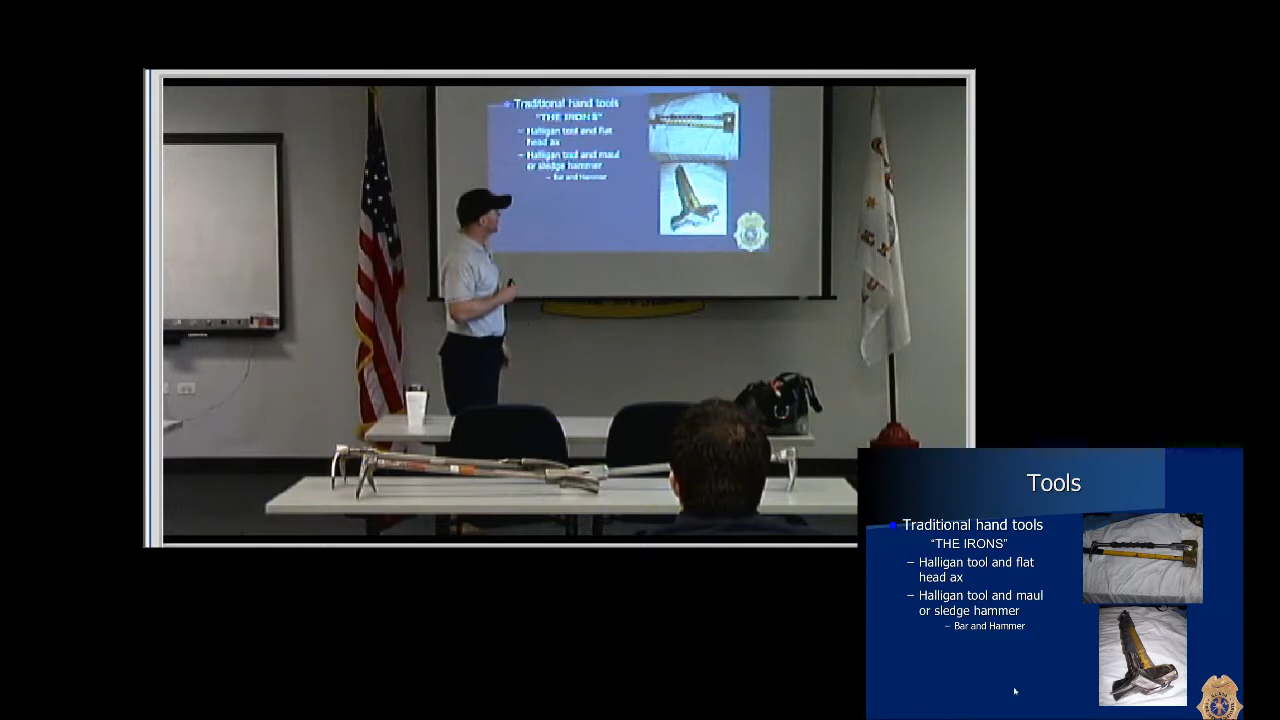 Traditional hand tools
"THE IRONS"
– Halligan tool and flat
head ax
– Halligan tool and maul
or sledge hammer
– Bar and Hammer
Tools
Traditional hand tools
“THE IRONS”
– Halligan tool and flat
head ax
– Halligan tool and maul
or sledge hammer
– Bar and Hammer